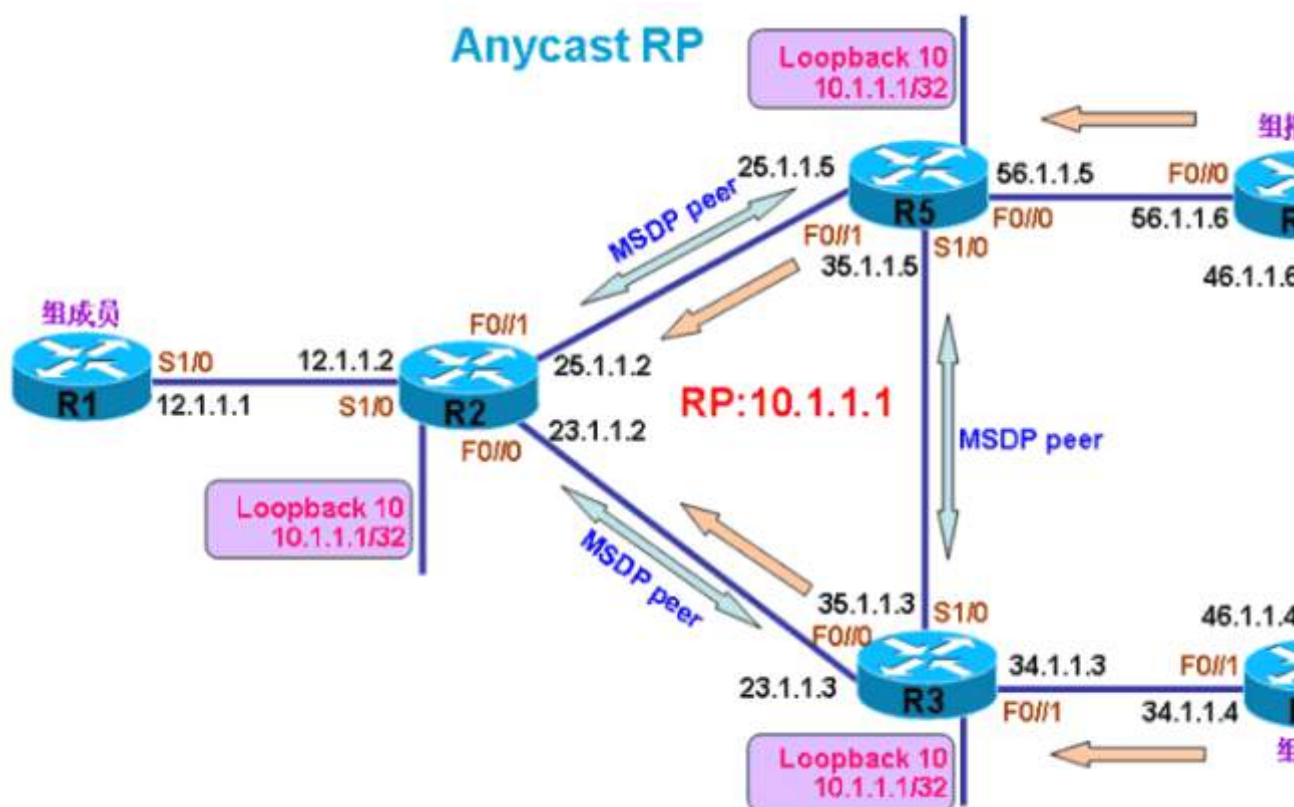 Anycast RP
Loopback 10
10.1.1.1/32
25.1.1.5
56.1.1.5
F0//0
R5
F0//0
56.1.1.6
F0//1
S1/0
35.1.1.5
46.1.1.6
MSDP peer
组成员
F0//1
S1/0
12.1.1.2
25.1.1.2
R1
12.1.1.1
S1/0
R2
RP:10.1.1.1
23.1.1.2
F0//0
MSDP peer
Loopback 10
10.1.1.1/32
MSDP peer
35.1.1.3
S1/0
46.1.1.4
F0//0
34.1.1.3
F0//1
23.1.1.3
R3
F0//1
34.1.1.4
Loopback 10
10.1.1.1/32